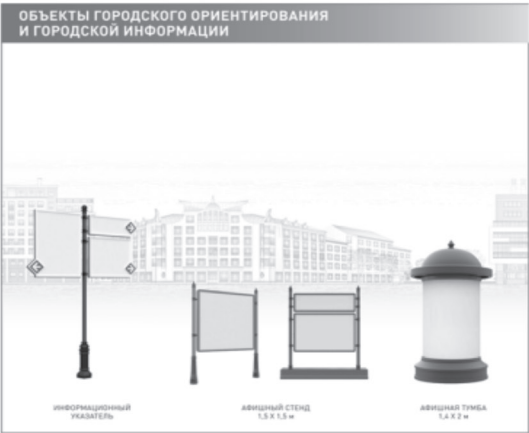 ОБЪЕКТЫ ГОРОДСКОГО ОРИЕНТИРОВАНИЯ
И ГОРОДСКОЙ ИНФОРМАЦИИ
ИНФОРМАЦИОННЫЙ
УКАЗАТЕЛЬ
АФИШНЫЙ СТЕНД
1,5 X 1,5 м
АФИШНАЯ ТУМБА
1,4 X 2 м